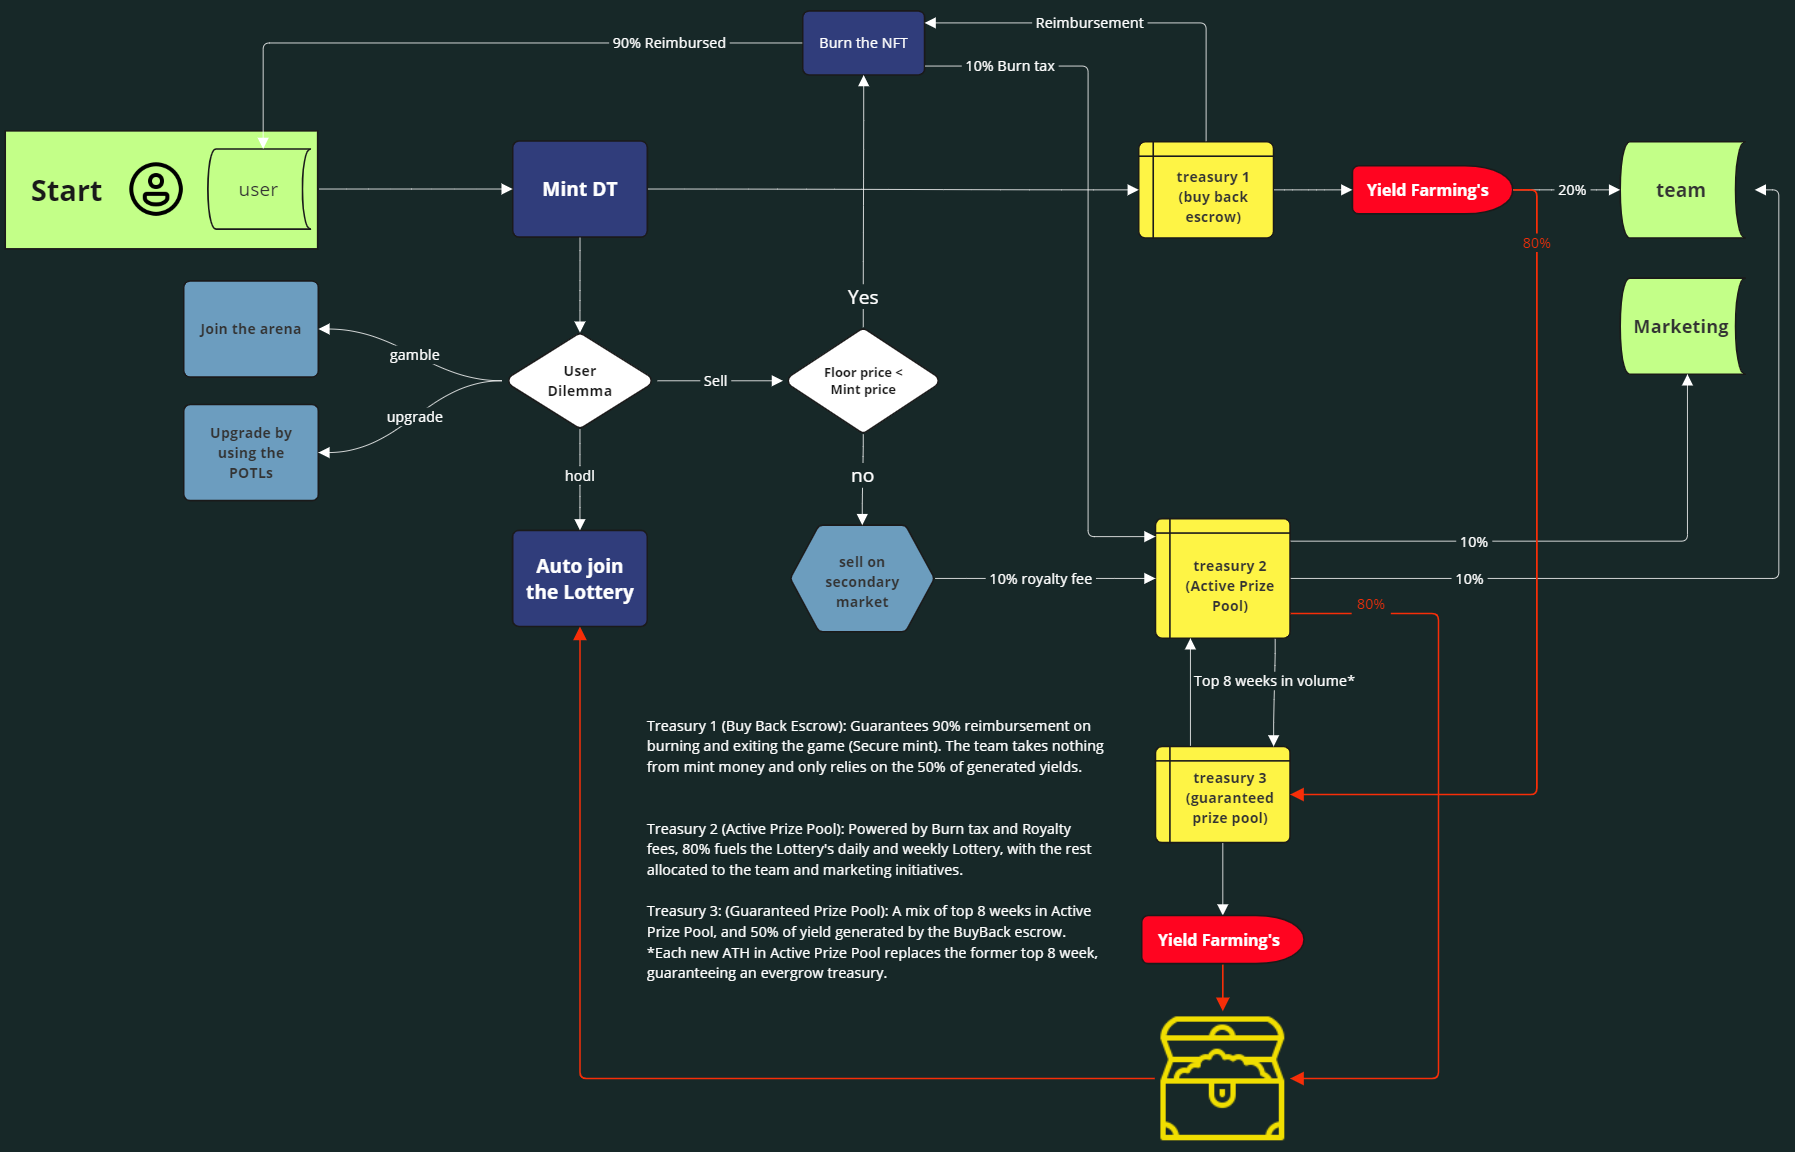 Reimbursement
90% Reimbursed
Burn the NFT
10% Burn tax
Start
user
Mint DT
treasury 1
(buy back
escrow)
Yield Farming's
20%
team
80%
Join the arena
gamble
Yes
Marketing
User
Dilemma
Sell
Floor price <
Mint price
upgrade
Upgrade by
using the
POTLs
hodl
no
Auto join
the Lottery
sell on
secondary
market
10% royalty fee
treasury 2
(Active Prize
Pool)
10%
10%
80%
Top 8 weeks in volume*
Treasury 1 (Buy Back Escrow): Guarantees 90% reimbursement on
burning and exiting the game (Secure mint). The team takes nothing
from mint money and only relies on the 50% of generated yields.
treasury 3
(guaranteed
prize pool)
Treasury 2 (Active Prize Pool): Powered by Burn tax and Royalty
fees, 80% fuels the Lottery's daily and weekly Lottery, with the rest
allocated to the team and marketing initiatives.
Treasury 3: (Guaranteed Prize Pool): A mix of top 8 weeks in Active
Prize Pool, and 50% of yield generated by the BuyBack escrow.
*Each new ATH in Active Prize Pool replaces the former top 8 week,
guaranteeing an evergrow treasury.
Yield Farming's